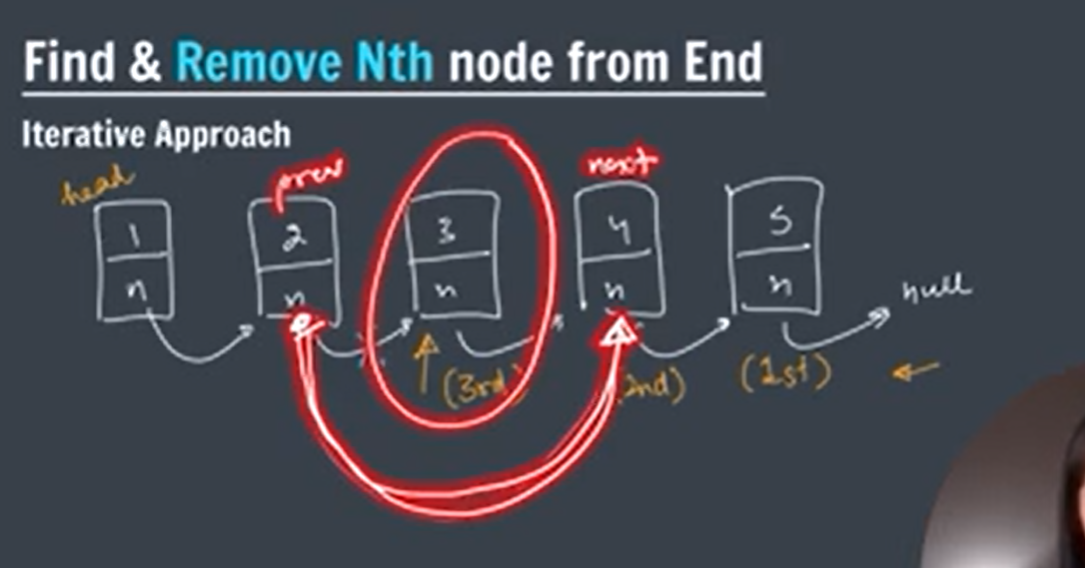 Find & Remove Nth node from End
Iterative Approach
head
prev
next
1
2
3
4
5
n
n
n
n
n
null
(3rd)
2nd)
(1st)